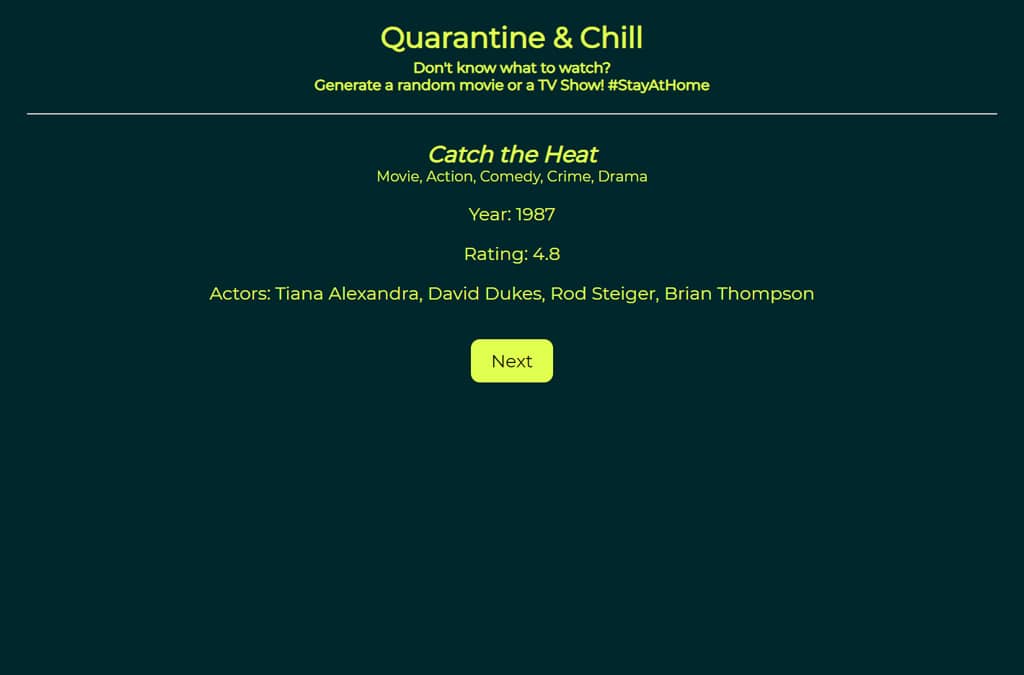 Quarantine & Chill
Don't know what to watch?
Generate a random movie or a TV Show! #StayAtHome
Catch the Heat
Movie, Action, Comedy, Crime, Drama
Year: 1987
Rating: 4.8
Actors: Tiana Alexandra, David Dukes, Rod Steiger, Brian Thompson
Next